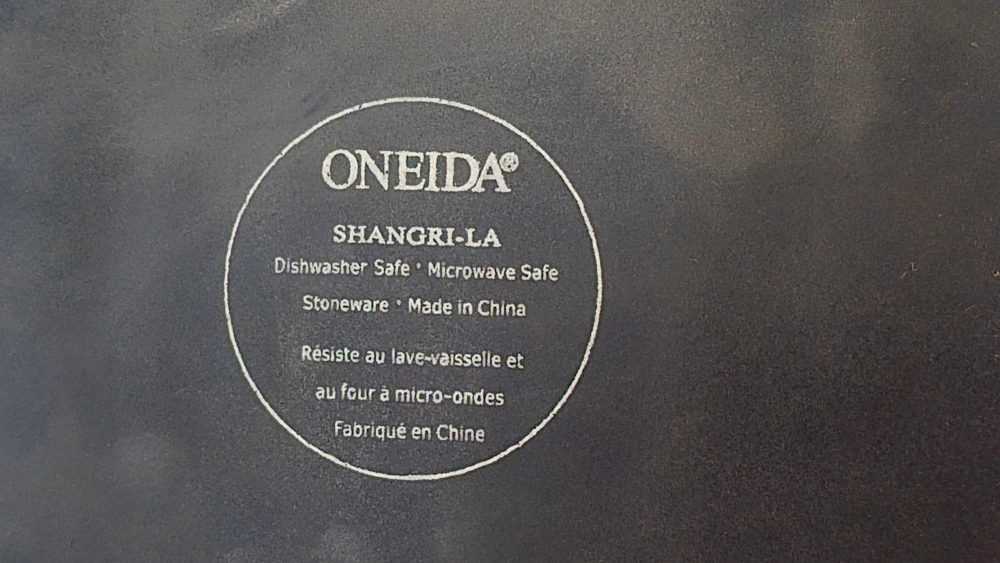 ONEIDA®
SHANGRI-LA
Dishwasher Safe • Microwave Safe
Stoneware • Made in China
Résiste au lave-vaisselle et
au four à micro-ondes
Fabriqué en Chine